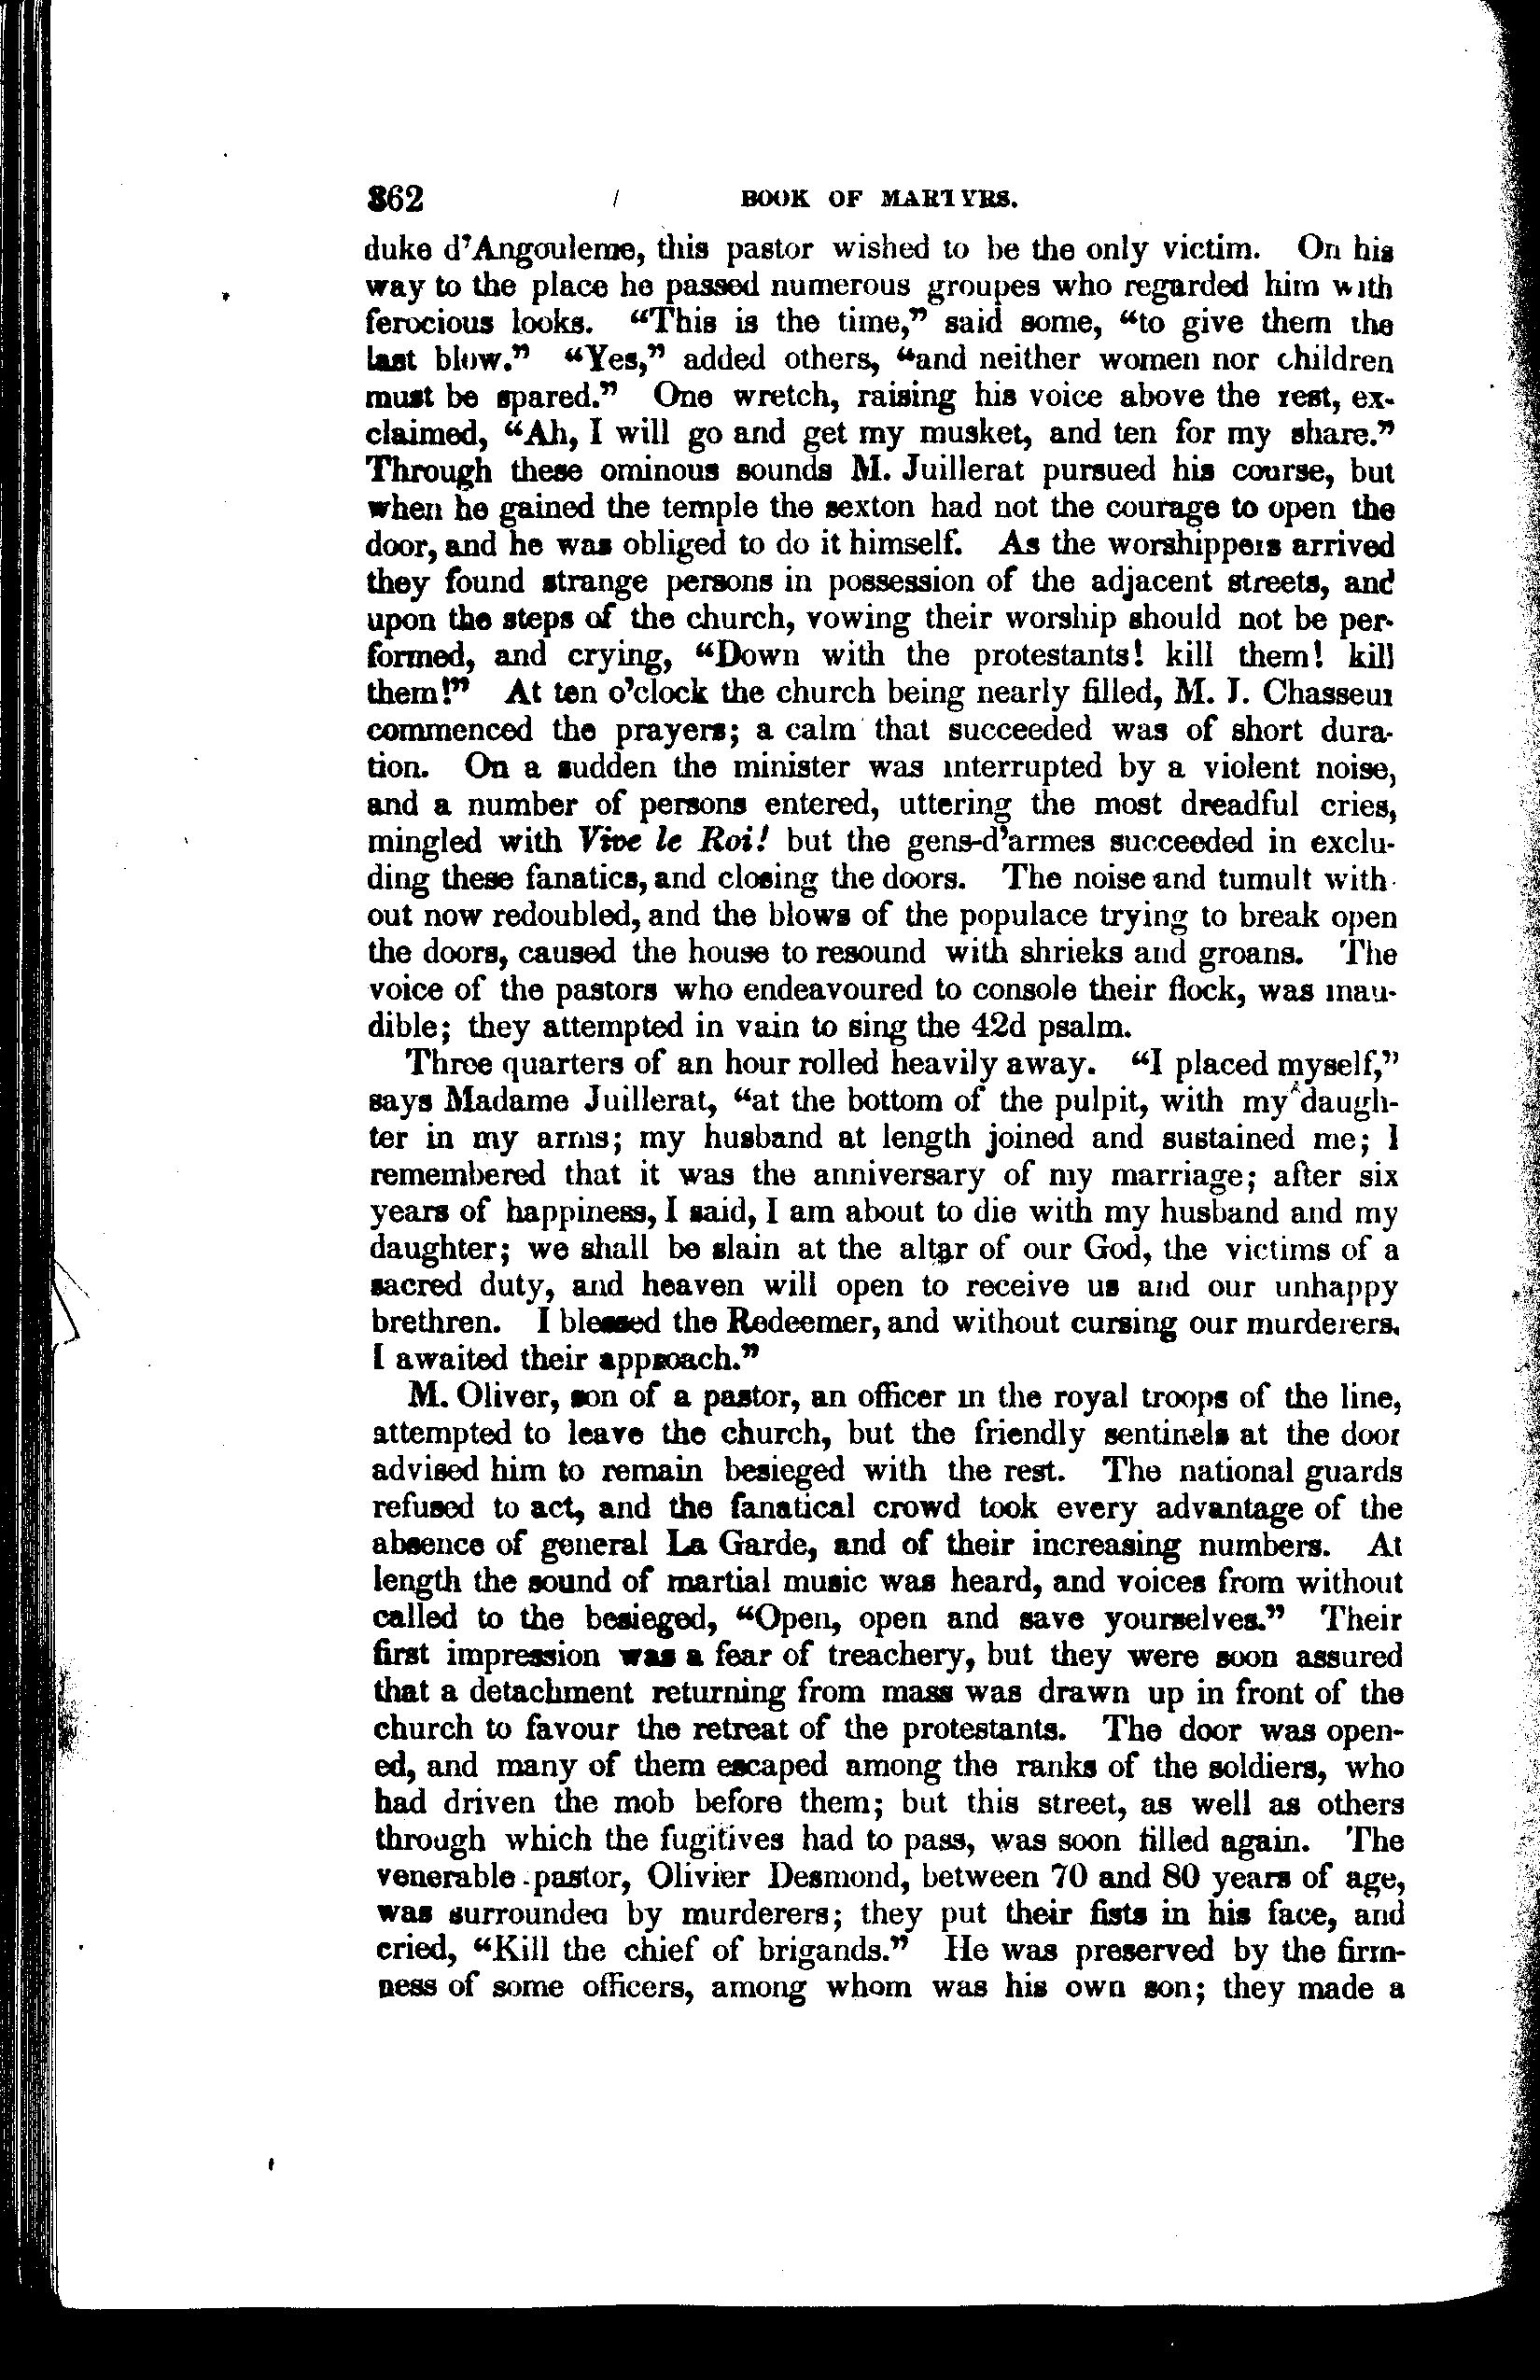 362 BOOK OF MARTYRS.
duke d'Angouleme, this pastor wished to be the only victim. On his
way to the place he passed numerous groupes who regarded him with
ferocious looks. “This is the time,” said some, “to give them the
last blow.” “Yes,” added others, “and neither women nor children
must be spared.” One wretch, raising his voice above the rest, ex-
claimed, “Ah, I will go and get my musket, and ten for my share.”
Through these ominous sounds M. Juillerat pursued his course, but
when he gained the temple the sexton had not the courage to open the
door, and he was obliged to do it himself. As the worshippers arrived
they found strange persons in possession of the adjacent streets, and
upon the steps of the church, vowing their worship should not be per-
formed, and crying, “Down with the protestants! kill them! kill
them!” At ten o'clock the church being nearly filled, M. J. Chasseur
commenced the prayers; a calm that succeeded was of short dura-
tion. On a sudden the minister was interrupted by a violent noise,
and a number of persons entered, uttering the most dreadful cries,
mingled with Vive le Roi! but the gens-d'armes succeeded in exclu-
ding these fanatics, and closing the doors. The noise and tumult with-
out now redoubled, and the blows of the populace trying to break open
the doors, caused the house to resound with shrieks and groans. The
voice of the pastors who endeavoured to console their flock, was inau-
dible; they attempted in vain to sing the 42d psalm.
Three quarters of an hour rolled heavily away. “I placed myself,”
says Madame Juillerat, “at the bottom of the pulpit, with my daugh-
ter in my arms; my husband at length joined and sustained me; I
remembered that it was the anniversary of my marriage; after six
years of happiness, I said, I am about to die with my husband and my
daughter; we shall be slain at the altar of our God, the victims of a
sacred duty, and heaven will open to receive us and our unhappy
brethren. I blessed the Redeemer, and without cursing our murderers,
I awaited their approach.”
M. Oliver, son of a pastor, an officer in the royal troops of the line,
attempted to leave the church, but the friendly sentinels at the door
advised him to remain besieged with the rest. The national guards
refused to act, and the fanatical crowd took every advantage of the
absence of general La Garde, and of their increasing numbers. At
length the sound of martial music was heard, and voices from without
called to the besieged, “Open, open and save yourselves.” Their
first impression was a fear of treachery, but they were soon assured
that a detachment returning from mass was drawn up in front of the
church to favour the retreat of the protestants. The door was open-
ed, and many of them escaped among the ranks of the soldiers, who
had driven the mob before them; but this street, as well as others
through which the fugitives had to pass, was soon filled again. The
venerable pastor, Olivier Desmond, between 70 and 80 years of age,
was surrounded by murderers; they put their fists in his face, and
cried, “Kill the chief of brigands.” He was preserved by the firm-
ness of some officers, among whom was his own son; they made a